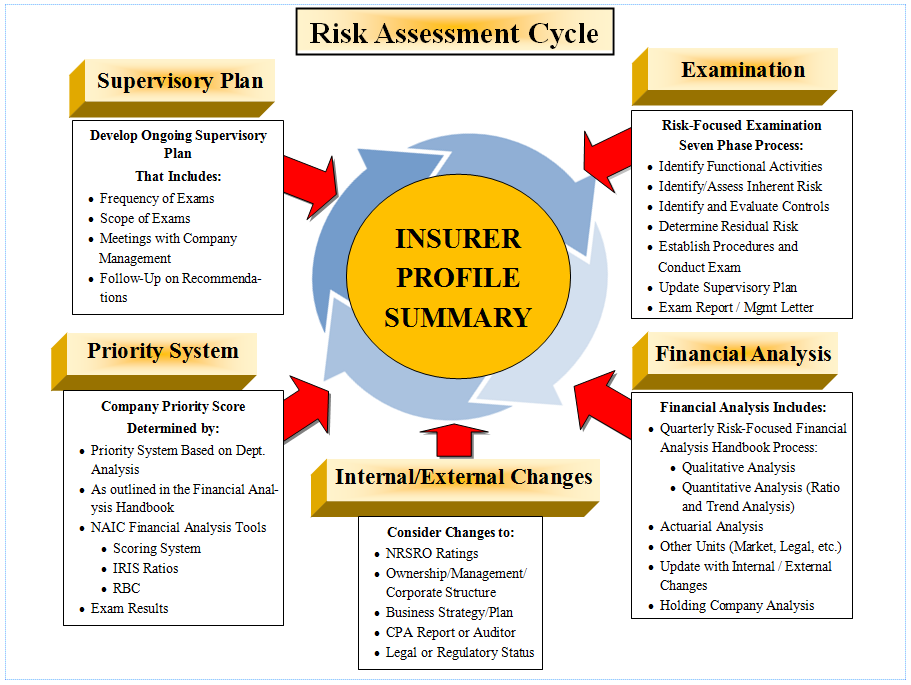 Risk Assessment Cycle
Supervisory Plan
Develop Ongoing Supervisory
Plan
That Includes:
• Frequency of Exams
• Scope of Exams
• Meetings with Company
Management
• Follow-Up on Recommenda-
tions
Examination
Risk-Focused Examination
Seven Phase Process:
• Identify Functional Activities
• Identify/Assess Inherent Risk
• Identify and Evaluate Controls
• Determine Residual Risk
• Establish Procedures and
Conduct Exam
• Update Supervisory Plan
• Exam Report / Mgmt Letter
INSURER
PROFILE
SUMMARY
Priority System
Company Priority Score
Determined by:
• Priority System Based on Dept.
Analysis
• As outlined in the Financial Anal-
ysis Handbook
• NAIC Financial Analysis Tools
• Scoring System
• IRIS Ratios
• RBC
• Exam Results
Internal/External Changes
Consider Changes to:
• NRSRO Ratings
• Ownership/Management/
Corporate Structure
• Business Strategy/Plan
• CPA Report or Auditor
• Legal or Regulatory Status
Financial Analysis
Financial Analysis Includes:
• Quarterly Risk-Focused Financial
Analysis Handbook Process:
• Qualitative Analysis
• Quantitative Analysis (Ratio
and Trend Analysis)
• Actuarial Analysis
• Other Units (Market, Legal, etc.)
• Update with Internal / External
Changes
• Holding Company Analysis